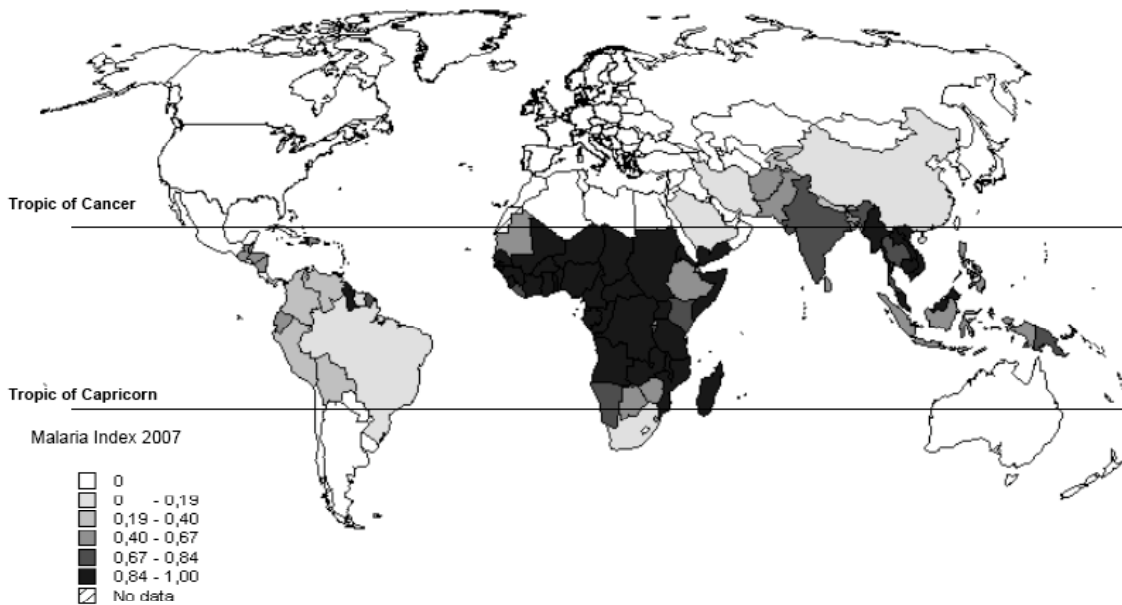 Tropic of Cancer
Tropic of Capricorn
Malaria Index 2007
0
0 - 0,19
0,19 - 0,40
0,40 - 0,67
0,67 - 0,84
0,84 - 1,00
No data